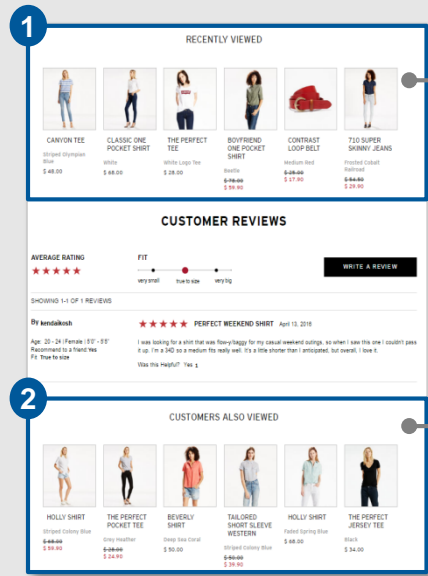 1
RECENTLY VIEWED
CANYON TEE
Striped Olympian
Blue
$ 48.00
CLASSIC ONE
POCKET SHIRT
White
$ 68.00
THE PERFECT
TEE
White Logo Tee
$ 28.00
BOYFRIEND
ONE POCKET
SHIRT
Beetle
$ 78.00
$ 59.90
CONTRAST
LOOP BELT
Medium Red
$ 25.00
$ 17.90
710 SUPER
SKINNY JEANS
Frosted Cobalt
Railroad
$ 54.50
$ 29.90
CUSTOMER REVIEWS
AVERAGE RATING
FIT
very small true to size very big
WRITE A REVIEW
SHOWING 1-1 OF 1 REVIEWS
By kendalkosh
Age: 20 - 24 | Female | 5'0" - 5'5"
Recommend to a friend Yes
Fit True to size
PERFECT WEEKEND SHIRT April 13, 2016
I was looking for a shirt that was flow-y/baggy for my casual weekend outings, so when I saw this one I couldn't pass
it up. I'm a 34D so a medium fits really well. It's a little shorter than I anticipated, but overall, I love it.
Was this Helpful? Yes 1
2
CUSTOMERS ALSO VIEWED
HOLLY SHIRT
Striped Colony Blue
$ 68.00
$ 59.90
THE PERFECT
POCKET TEE
Grey Heather
$ 28.00
$ 24.90
BEVERLY
SHIRT
Deep Sea Coral
$ 50.00
TAILORED
SHORT SLEEVE
WESTERN
Striped Colony Blue
$ 50.00
$ 39.90
HOLLY SHIRT
Faded Spring Blue
$ 68.00
THE PERFECT
JERSEY TEE
Black
$ 34.00